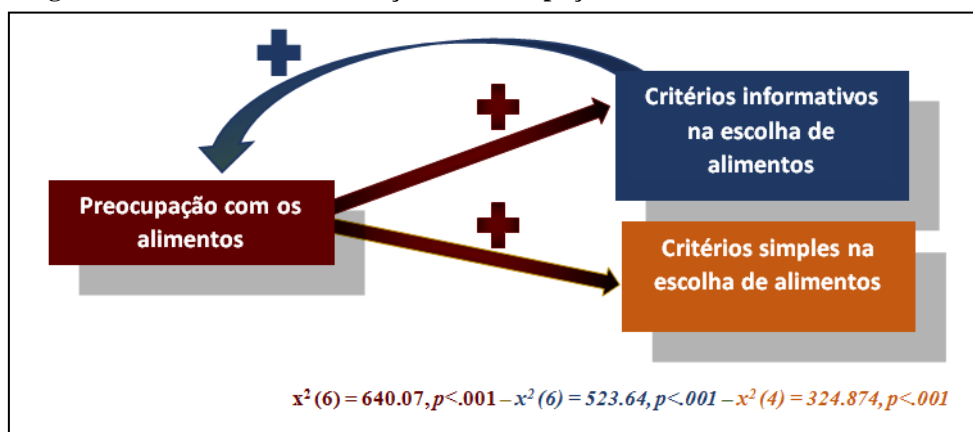 Preocupação com os
alimentos
Critérios informativos
na escolha de
alimentos
Critérios simples na
escolha de alimentos
x² (6) = 640.07, p<.001 – x² (6) = 523.64, p<.001 – x² (4) = 324.874, p<.001